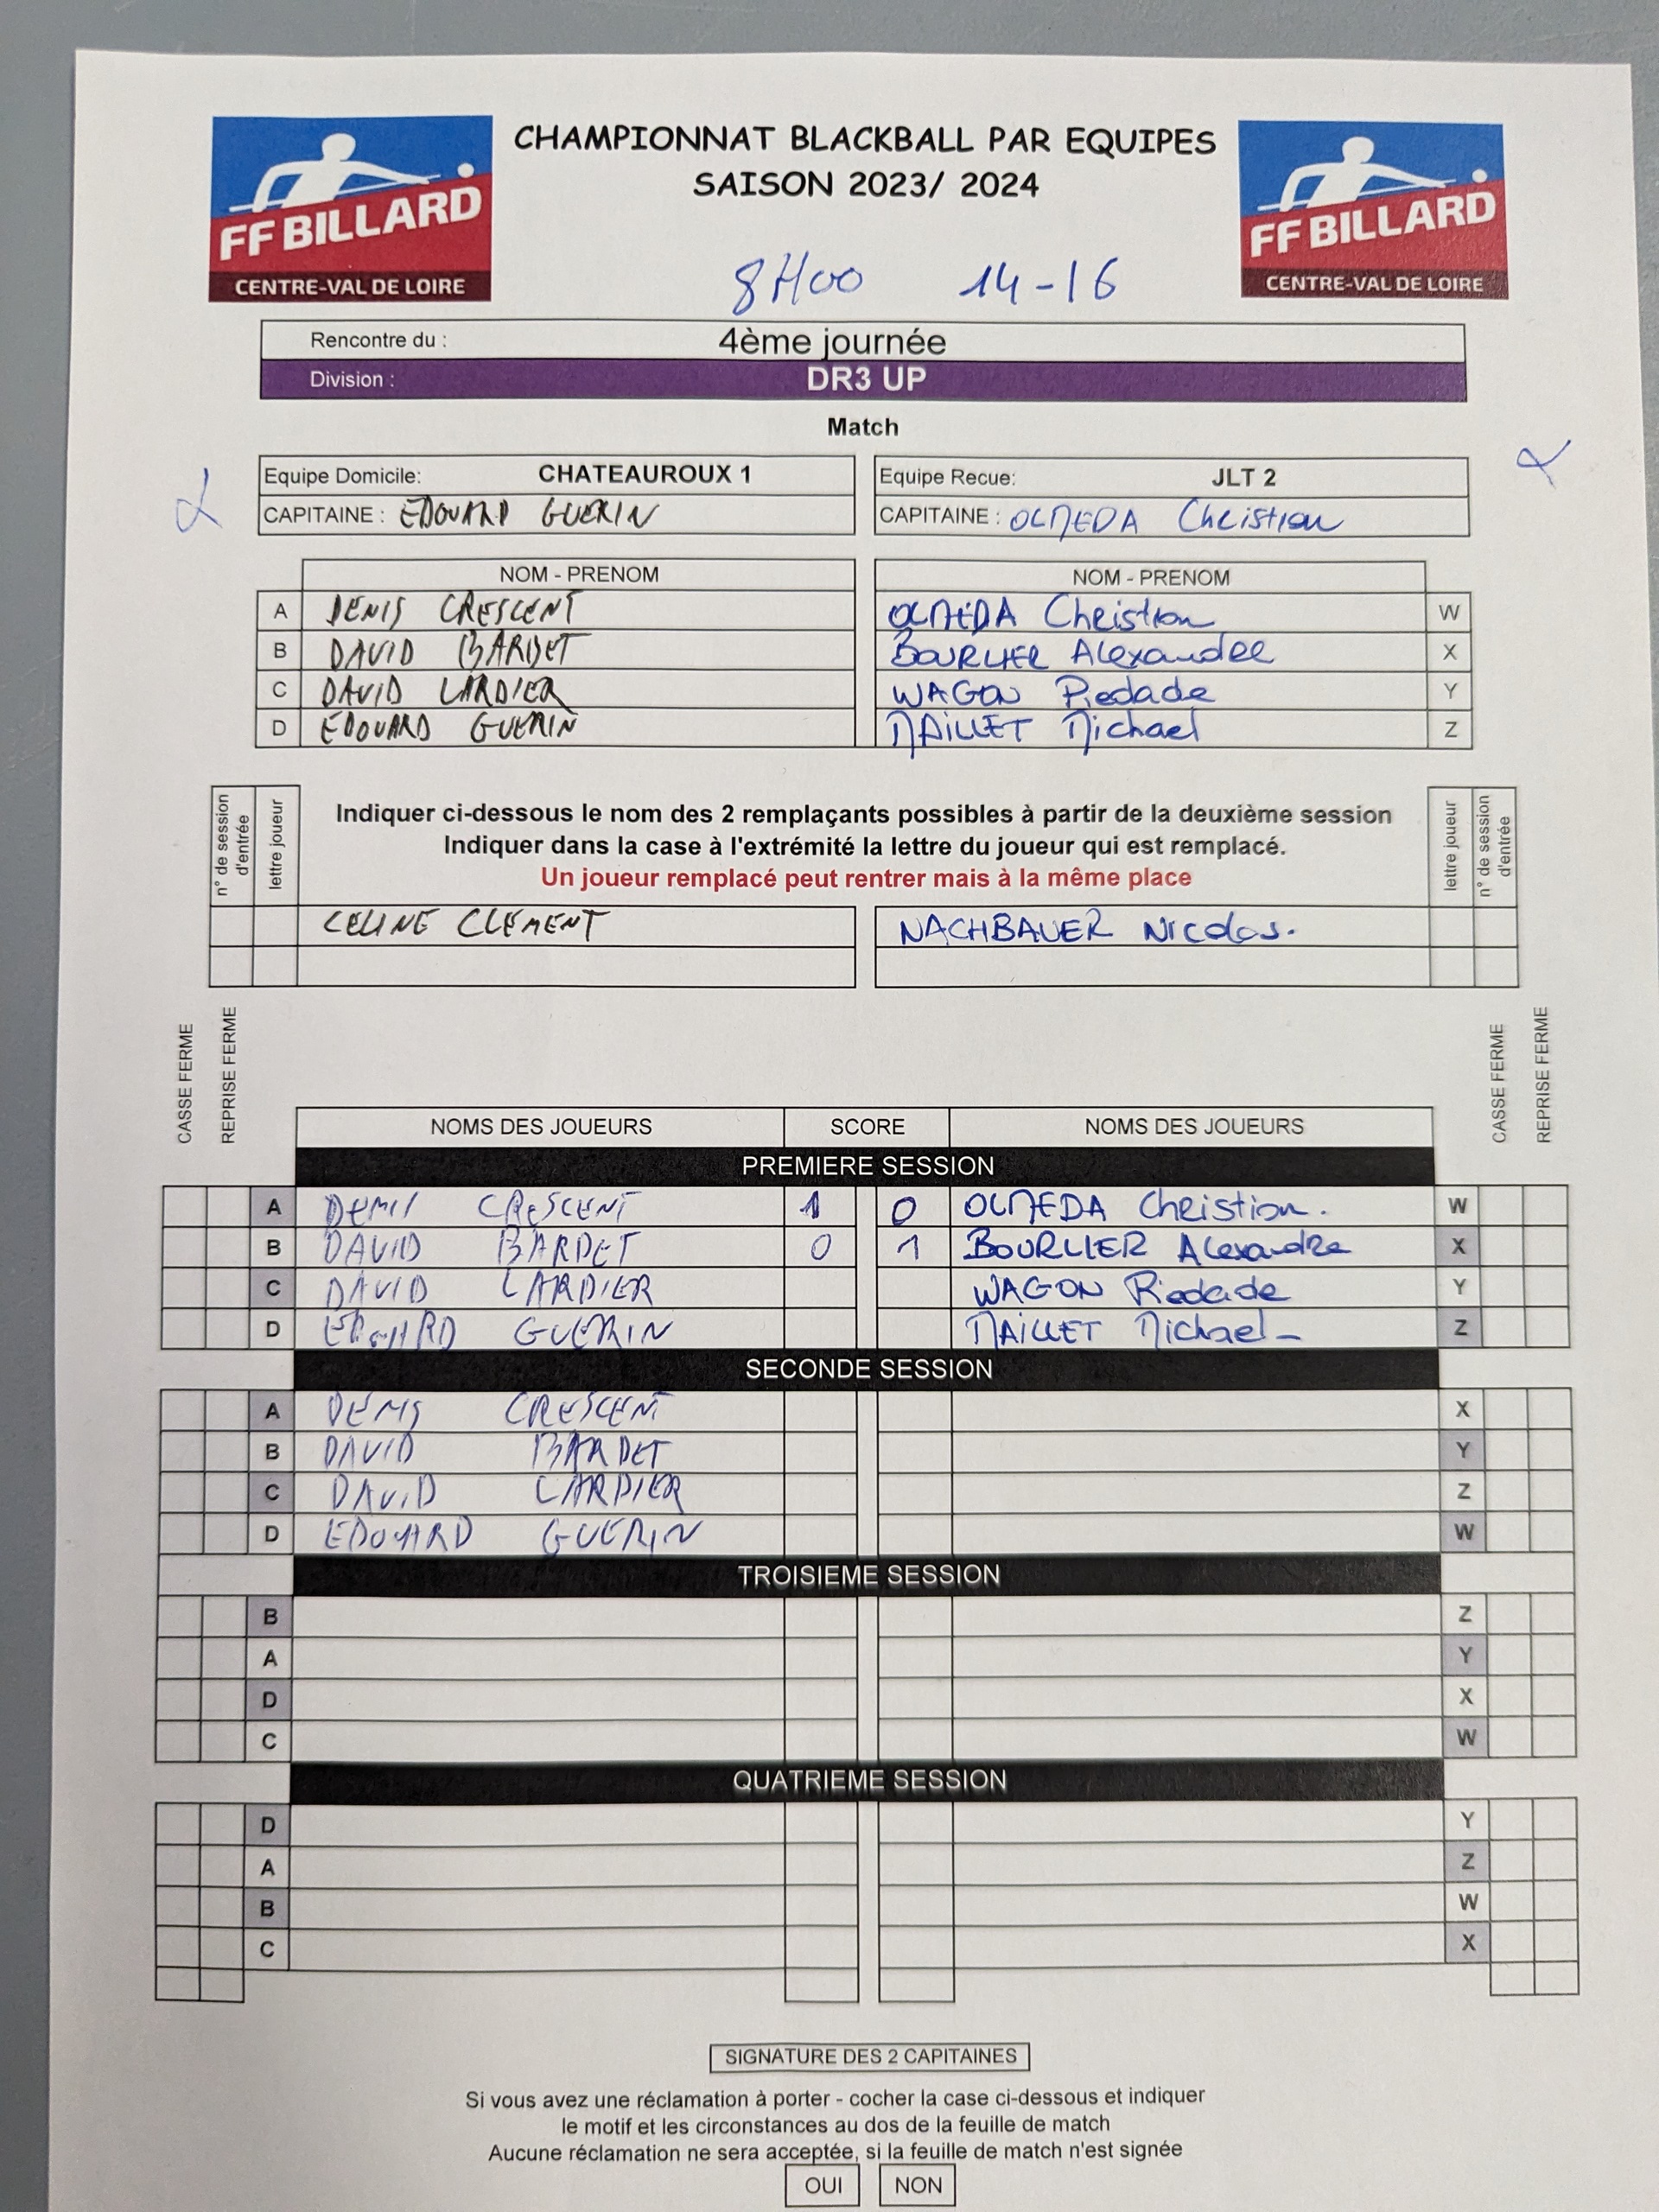 CHAMPIONNAT BLACKBALL PAR EQUIPES
SAISON 2023/ 2024
FF BILLARD
CENTRE-VAL DE LOIRE
FF BILLARD
CENTRE-VAL DE LOIRE
8H00 14-16
Rencontre du : 4ème journée
Division : DR3 UP
Match
Equipe Domicile: CHATEAUROUX 1
CAPITAINE : EDOUARD GUERIN
Equipe Recue: JLT 2
CAPITAINE : OLMEDA Christian
NOM - PRENOM NOM - PRENOM
A DENIS CRESCENT OLMEDA Christian W
B DAVID BARDET BOURLIER Alexandre X
C DAVID LARDIER WAGON Piedade Y
D EDOUARD GUERIN MAILLET Michael Z
n° de session d'entrée
lettre joueur
Indiquer ci-dessous le nom des 2 remplaçants possibles à partir de la deuxième session
Indiquer dans la case à l'extrémité la lettre du joueur qui est remplacé.
Un joueur remplacé peut rentrer mais à la même place
lettre joueur
n° de session d'entrée
CELINE CLEMENT NACHBAUER Nicolas.
CASSE FERME
REPRISE FERME
CASSE FERME
REPRISE FERME
NOMS DES JOUEURS SCORE NOMS DES JOUEURS
PREMIERE SESSION
A DENIS CRESCENT 1 0 OLMEDA Christian. W
B DAVID BARDET 0 1 BOURLIER Alexandre X
C DAVID LARDIER WAGON Piedade Y
D EDOUARD GUERIN MAILLET Michael_ Z
SECONDE SESSION
A DENIS CRESCENT X
B DAVID BARDET Y
C DAVID LARDIER Z
D EDOUARD GUERIN W
TROISIEME SESSION
B Z
A Y
D X
C W
QUATRIEME SESSION
D Y
A Z
B W
C X
SIGNATURE DES 2 CAPITAINES
Si vous avez une réclamation à porter - cocher la case ci-dessous et indiquer
le motif et les circonstances au dos de la feuille de match
Aucune réclamation ne sera acceptée, si la feuille de match n'est signée
OUI NON